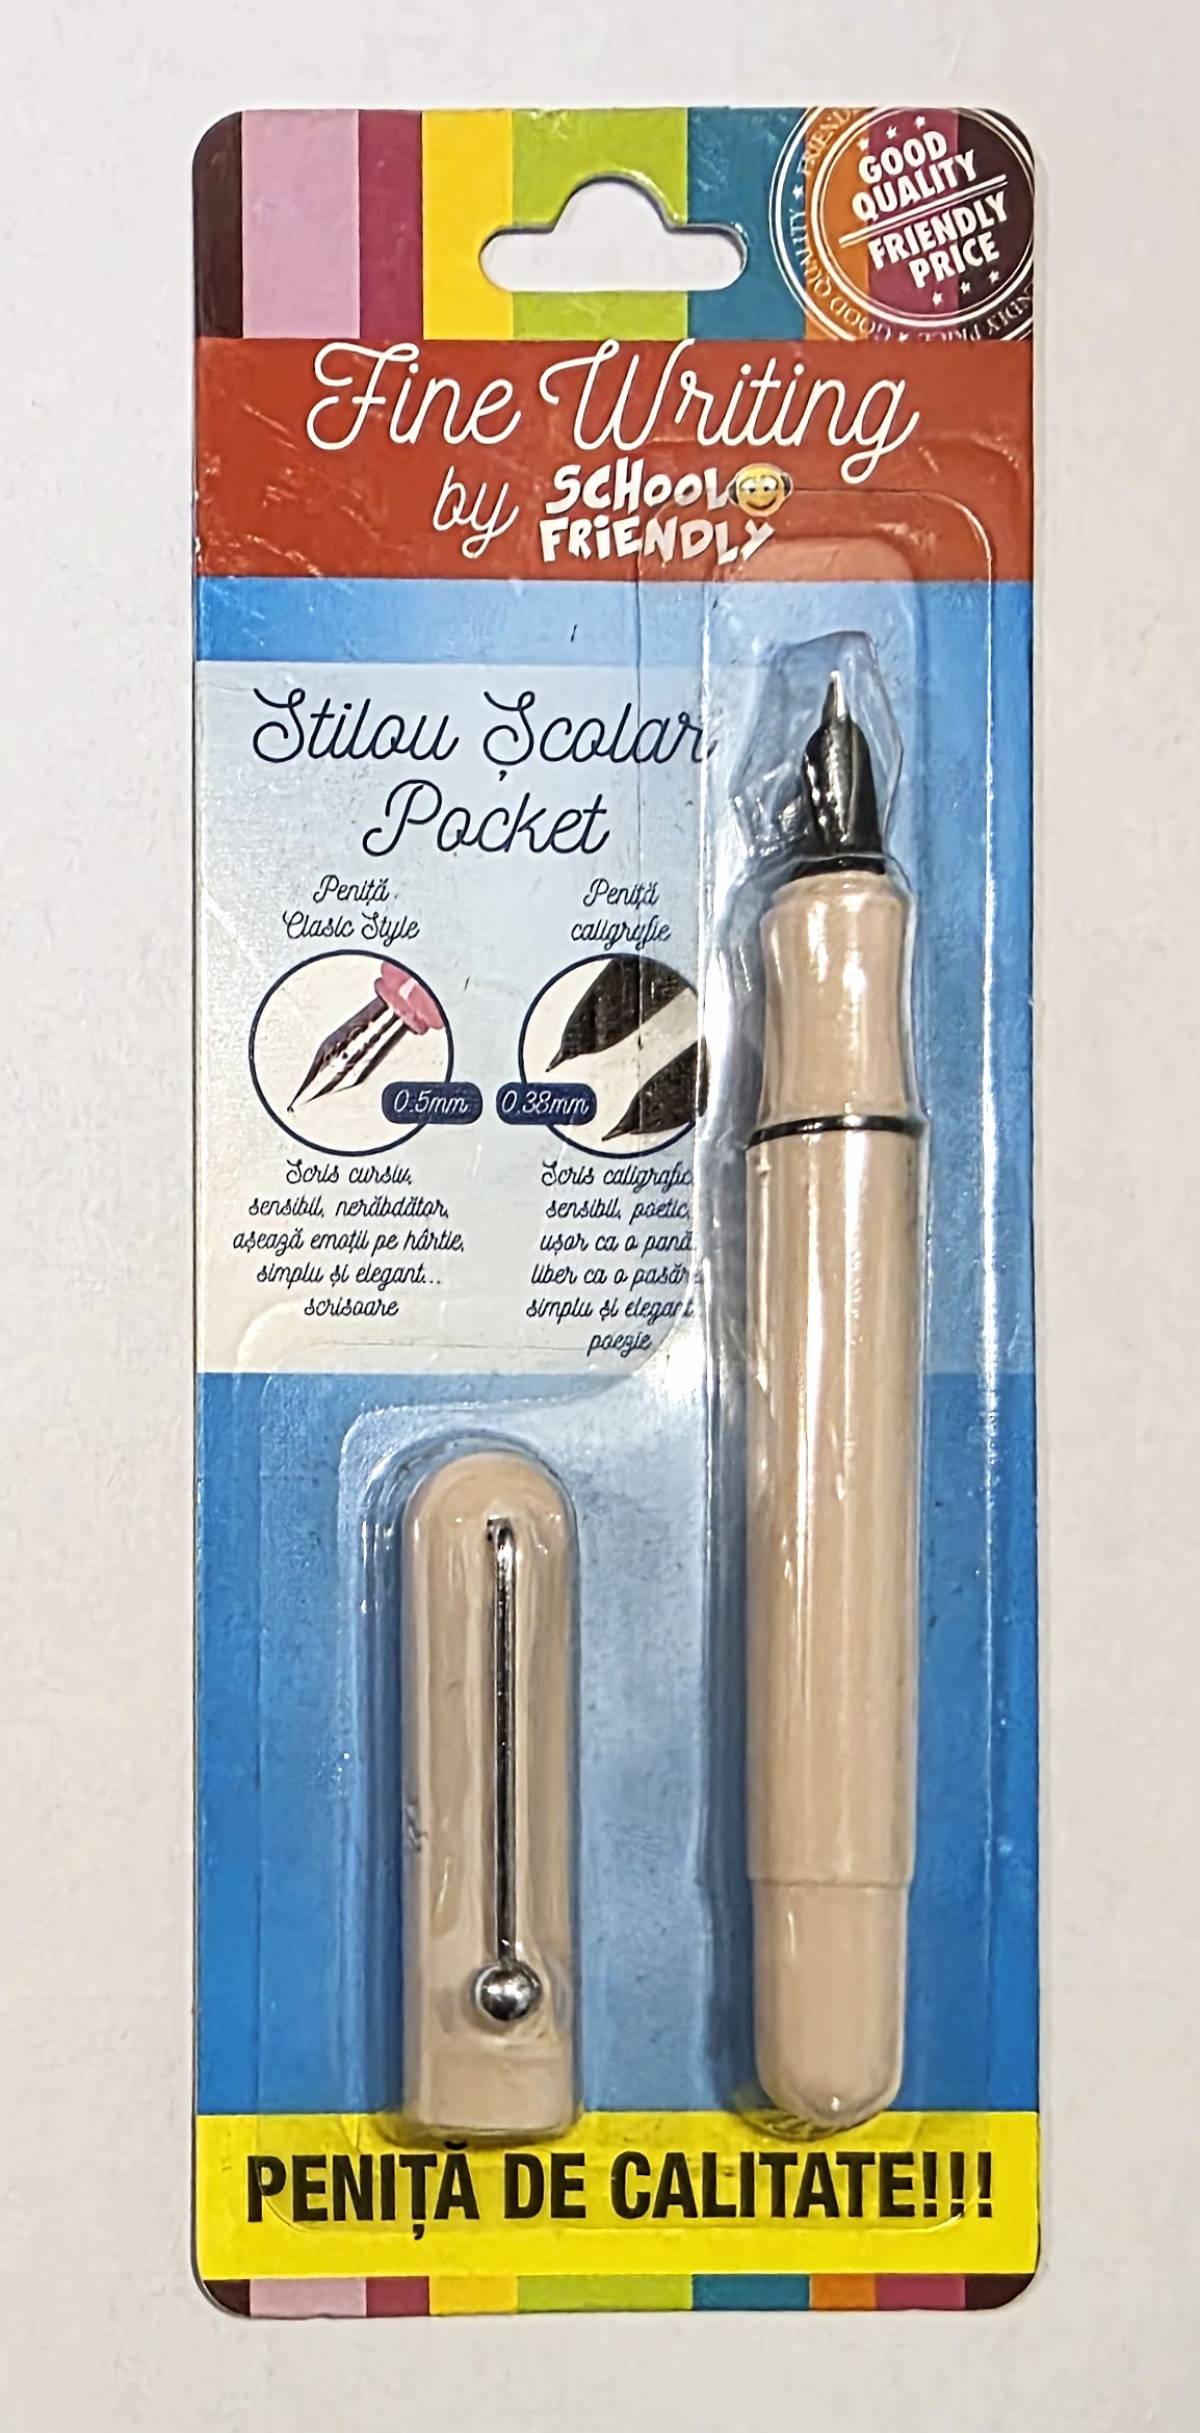 GOOD
QUALITY
FRIENDLY
PRICE
Fine Writing
by SCHOOL
FRiENDLY
Stilou Școlar
Pocket
Peniță
Clasic Style
Peniță
caligrafie
0.5mm
0.38mm
Scris cursiv,
sensibil, nerăbdător,
așează emoții pe hârtie,
simplu și elegant...
scrisoare
Scris caligrafic
sensibil, poetic,
ușor ca o pană
liber ca o pasăre
simplu și elegant
poezie
PENIȚĂ DE CALITATE!!!